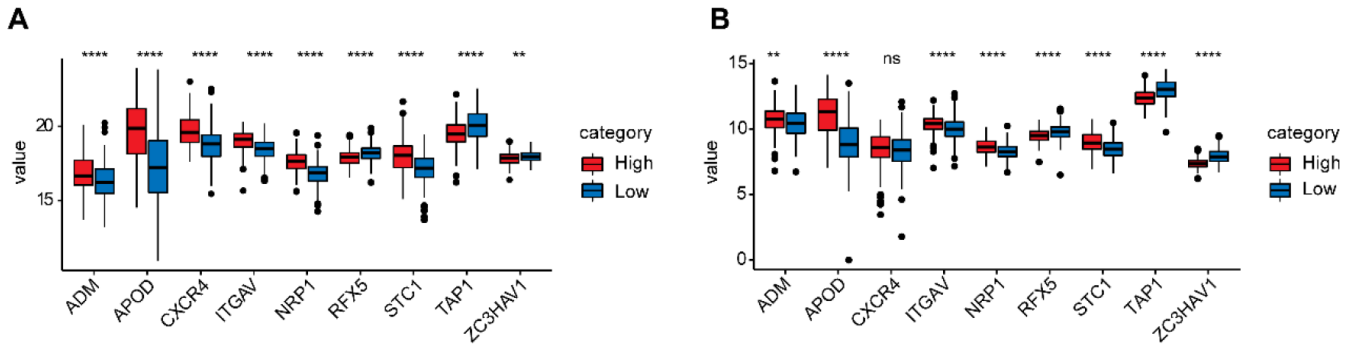 A
**** **** **** **** **** **** **** **** **
value
20
15
ADM APOD CXCR4 ITGAV NRP1 RFX5 STC1 TAP1 ZC3HAV1
category
High
Low
B
** **** ns **** **** **** **** **** ****
value
15
10
5
0
ADM APOD CXCR4 ITGAV NRP1 RFX5 STC1 TAP1 ZC3HAV1
category
High
Low